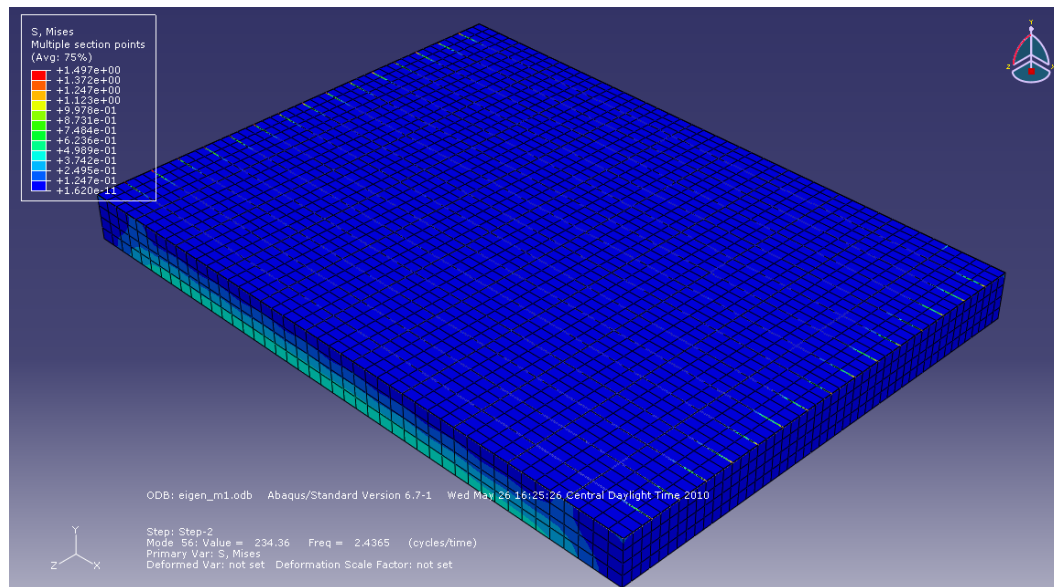 S, Mises
Multiple section points
(Avg: 75%)
+1.497e+00
+1.372e+00
+1.247e+00
+1.123e+00
+9.978e-01
+8.731e-01
+7.484e-01
+6.236e-01
+4.989e-01
+3.742e-01
+2.495e-01
+1.247e-01
+1.620e-11
Y
Z X
ODB: eigen_m1.odb Abaqus/Standard Version 6.7-1 Wed May 26 16:25:26 Central Daylight Time 2010
Y
Z X
Step: Step-2
Mode 56: Value = 234.36 Freq = 2.4365 (cycles/time)
Primary Var: S, Mises
Deformed Var: not set Deformation Scale Factor: not set